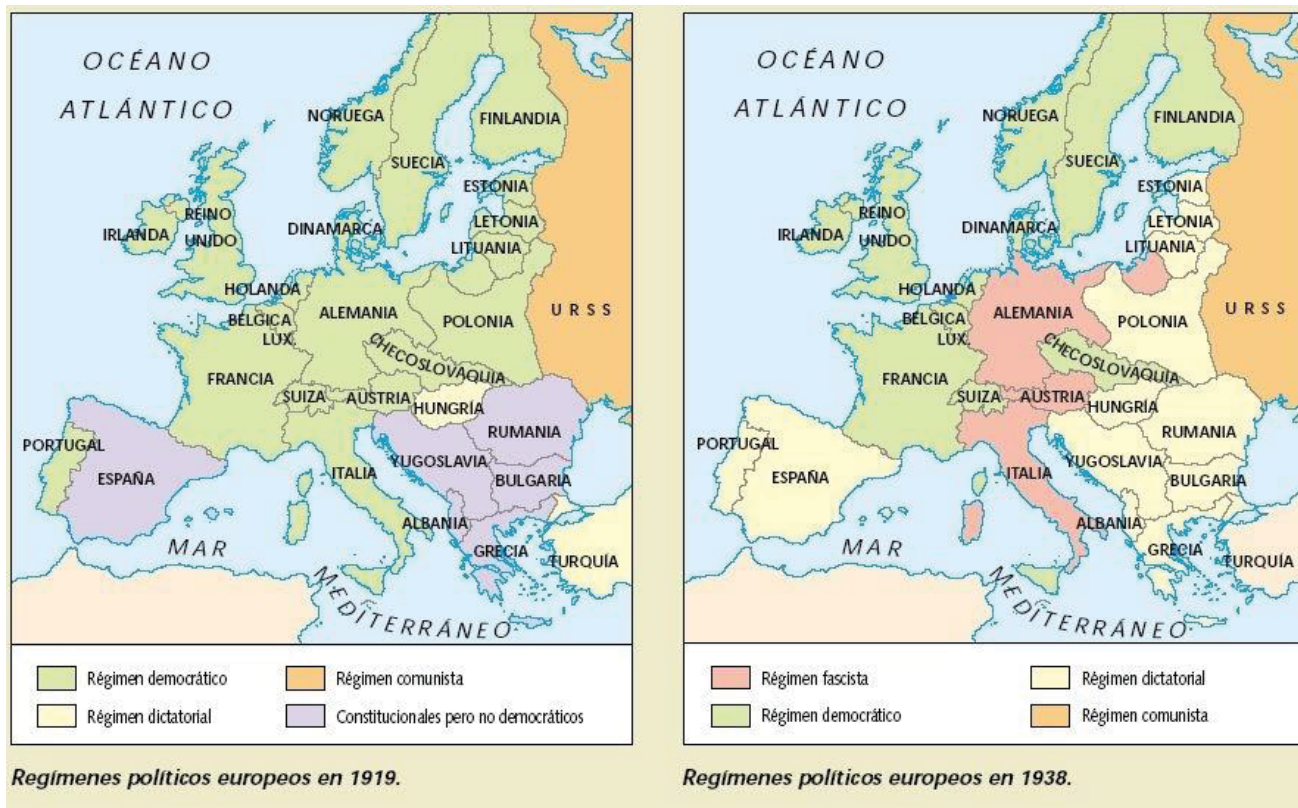 OCÉANO
ATLÁNTICO
NORUEGA
FINLANDIA
SUECIA
ESTONIA
LETONIA
LITUANIA
DINAMARCA
REINO
UNIDO
IRLANDA
HOLANDA
BÉLGICA
LUX.
ALEMANIA
POLONIA
URSS
CHECOSLOVAQUIA
FRANCIA
SUIZA
AUSTRIA
HUNGRÍA
RUMANIA
PORTUGAL
ESPAÑA
ITALIA
YUGOSLAVIA
BULGARIA
ALBANIA
GRECIA
TURQUÍA
MAR
MEDITERRÁNEO
Régimen democrático
Régimen comunista
Régimen dictatorial
Constitucionales pero no democráticos
Regímenes políticos europeos en 1919.
OCÉANO
ATLÁNTICO
NORUEGA
FINLANDIA
SUECIA
ESTONIA
LETONIA
LITUANIA
DINAMARCA
REINO
UNIDO
IRLANDA
HOLANDA
BÉLGICA
LUX.
ALEMANIA
POLONIA
URSS
CHECOSLOVAQUIA
FRANCIA
SUIZA
AUSTRIA
HUNGRÍA
RUMANIA
PORTUGAL
ESPAÑA
ITALIA
YUGOSLAVIA
BULGARIA
ALBANIA
GRECIA
TURQUÍA
MAR
MEDITERRÁNEO
Régimen fascista
Régimen dictatorial
Régimen democrático
Régimen comunista
Regímenes políticos europeos en 1938.